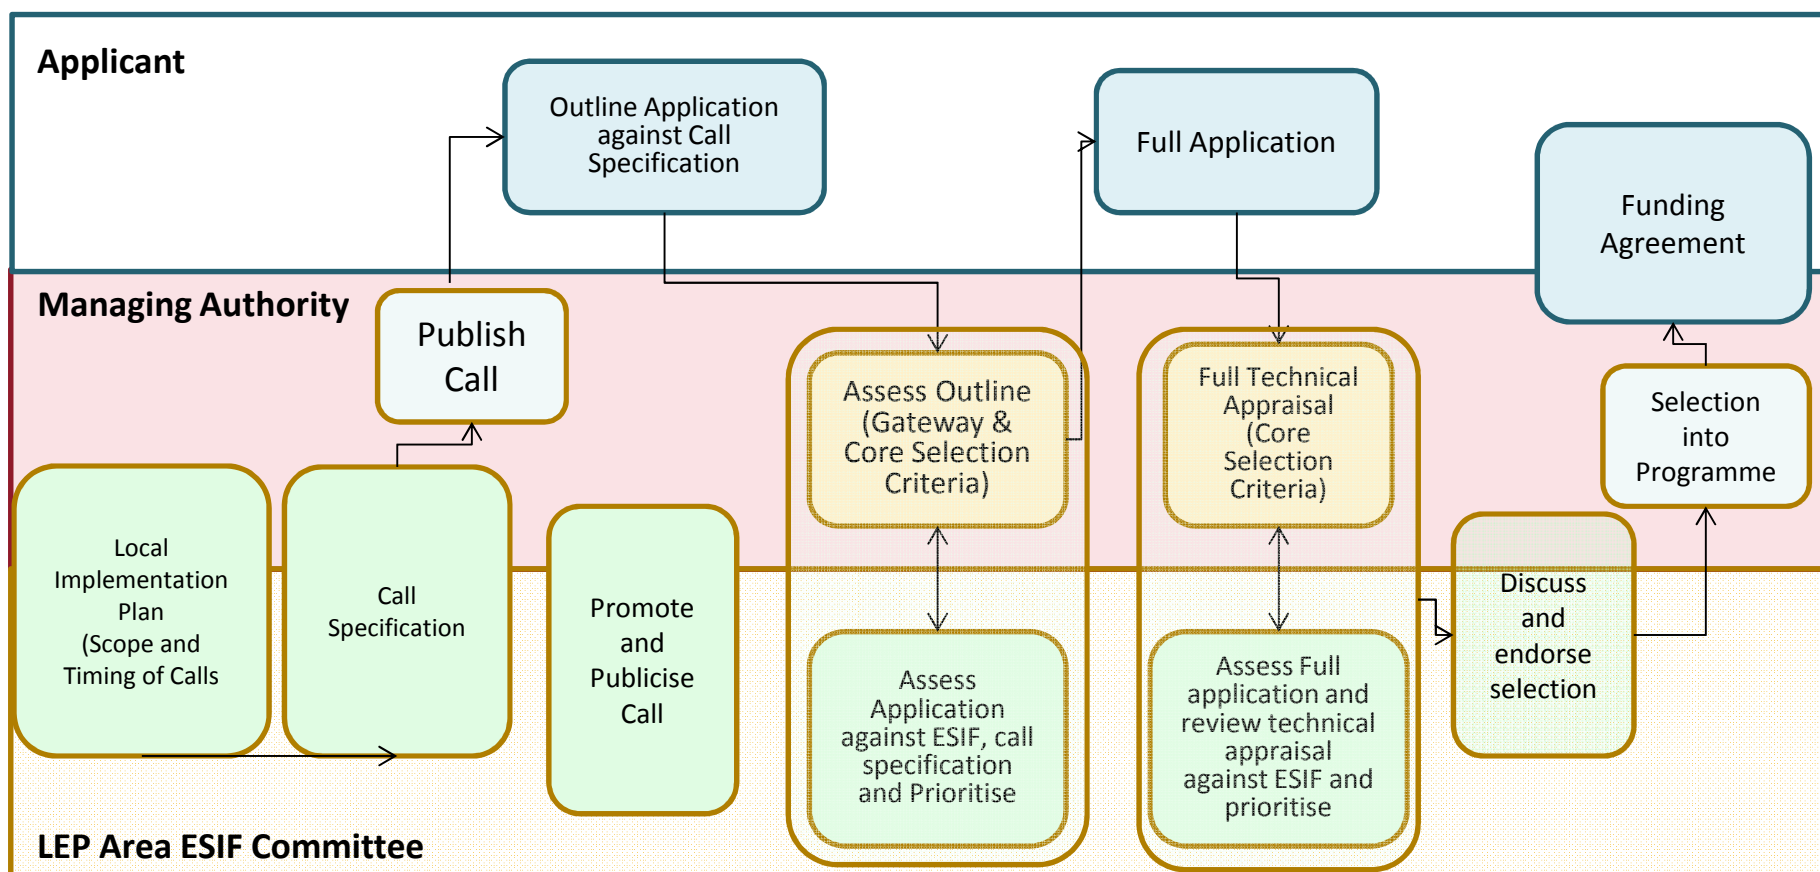 Applicant
Outline Application
against Call
Specification
Full Application
Funding
Agreement
Managing Authority
Publish
Call
Assess Outline
(Gateway &
Core Selection
Criteria)
Full Technical
Appraisal
(Core
Selection
Criteria)
Selection
into
Programme
Local
Implementation
Plan
(Scope and
Timing of Calls
Call
Specification
Promote
and
Publicise
Call
Assess
Application
against ESIF, call
specification
and Prioritise
Assess Full
application and
review technical
appraisal
against ESIF and
prioritise
Discuss
and
endorse
selection
LEP Area ESIF Committee